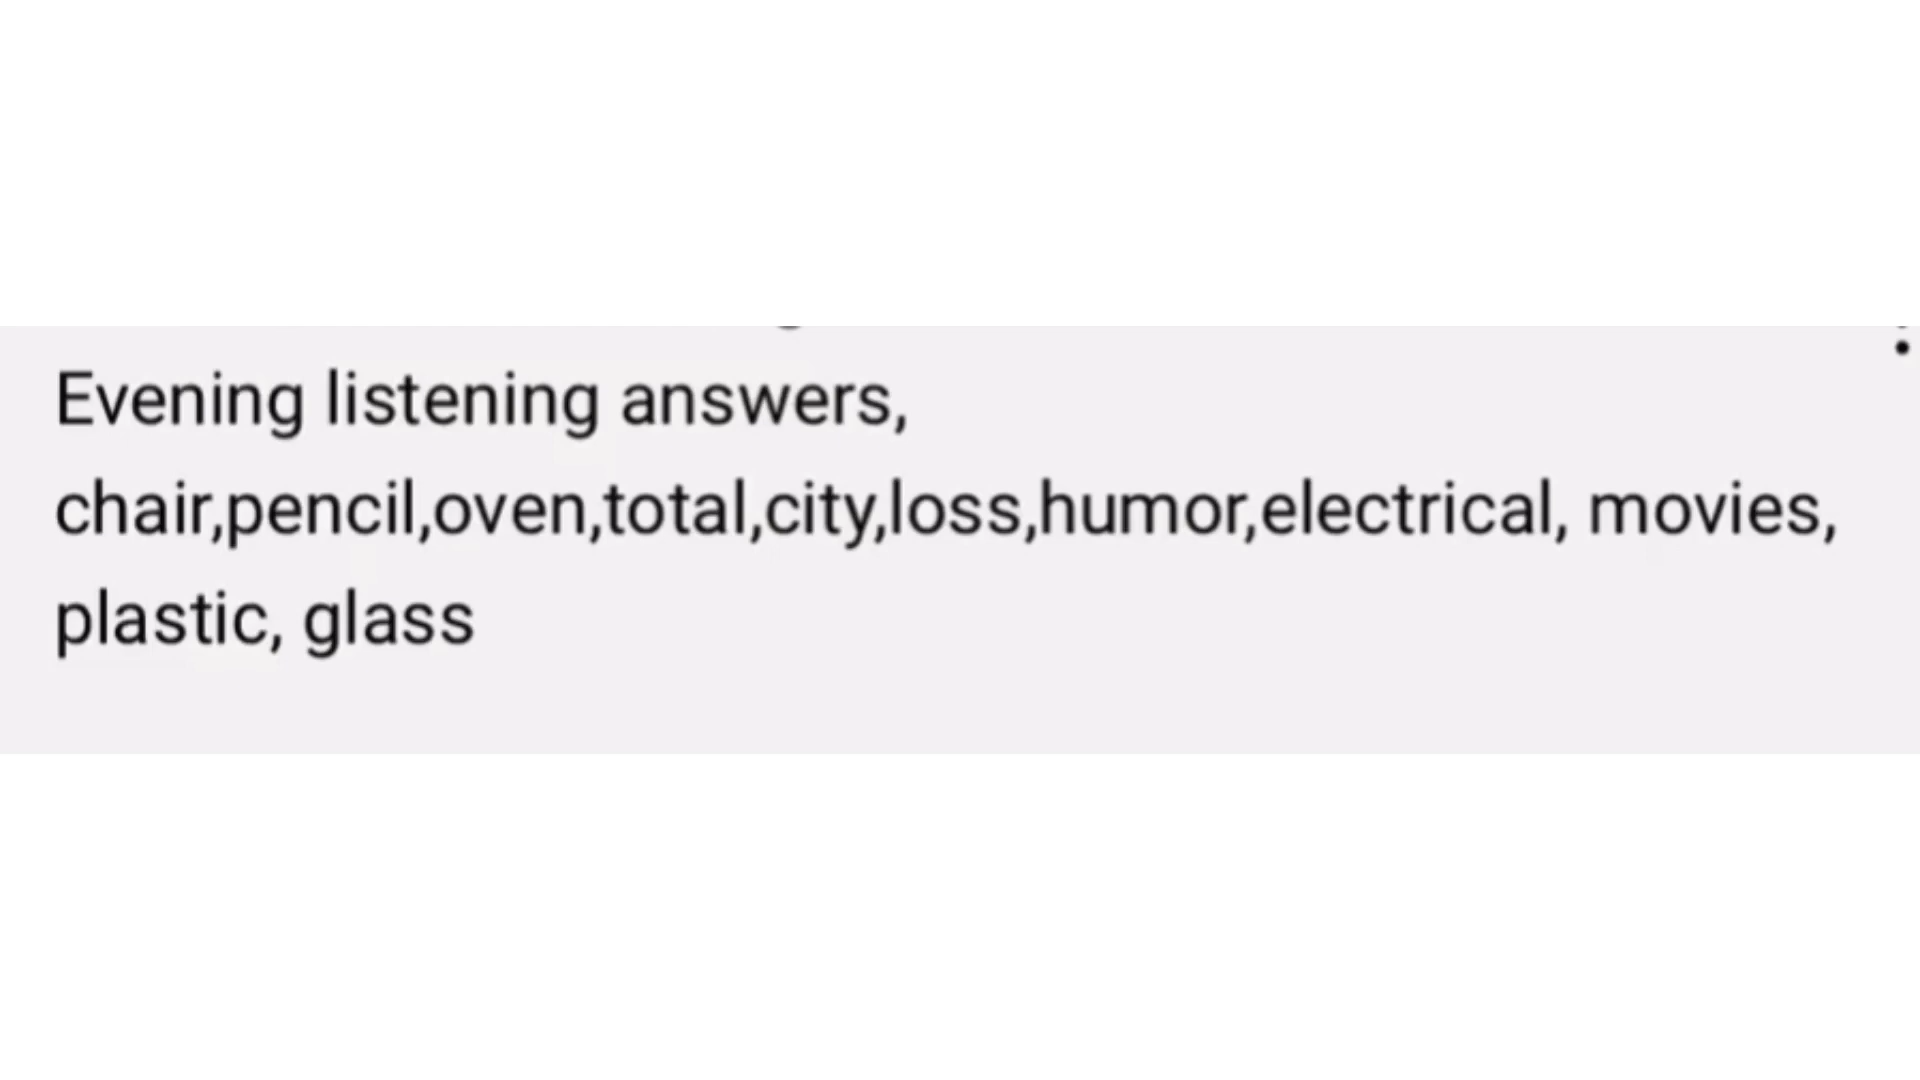 Evening listening answers,
chair,pencil,oven,total,city,loss,humor,electrical, movies,
plastic, glass